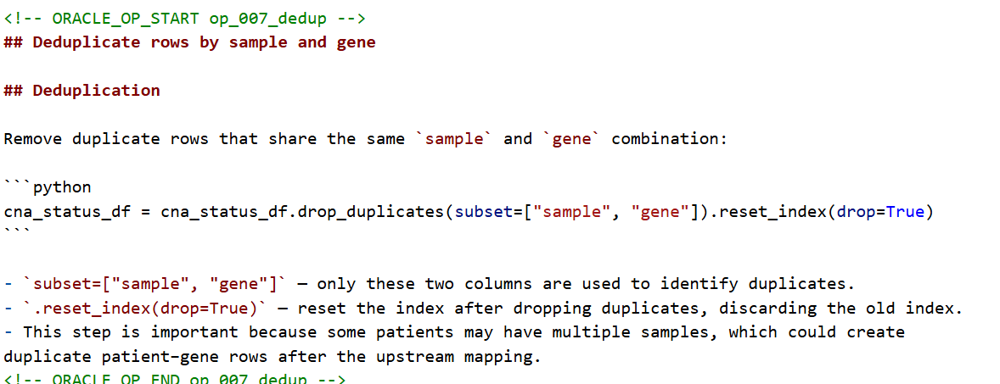 <!-- ORACLE_OP_START op_007_dedup -->
## Deduplicate rows by sample and gene
## Deduplication
Remove duplicate rows that share the same `sample` and `gene` combination:
```python
cna_status_df = cna_status_df.drop_duplicates(subset=["sample", "gene"]).reset_index(drop=True)
```
- `subset=["sample", "gene"]` — only these two columns are used to identify duplicates.
- `.reset_index(drop=True)` — reset the index after dropping duplicates, discarding the old index.
- This step is important because some patients may have multiple samples, which could create
duplicate patient–gene rows after the upstream mapping.
<!-- ORACLE_OP_END op_007_dedup -->